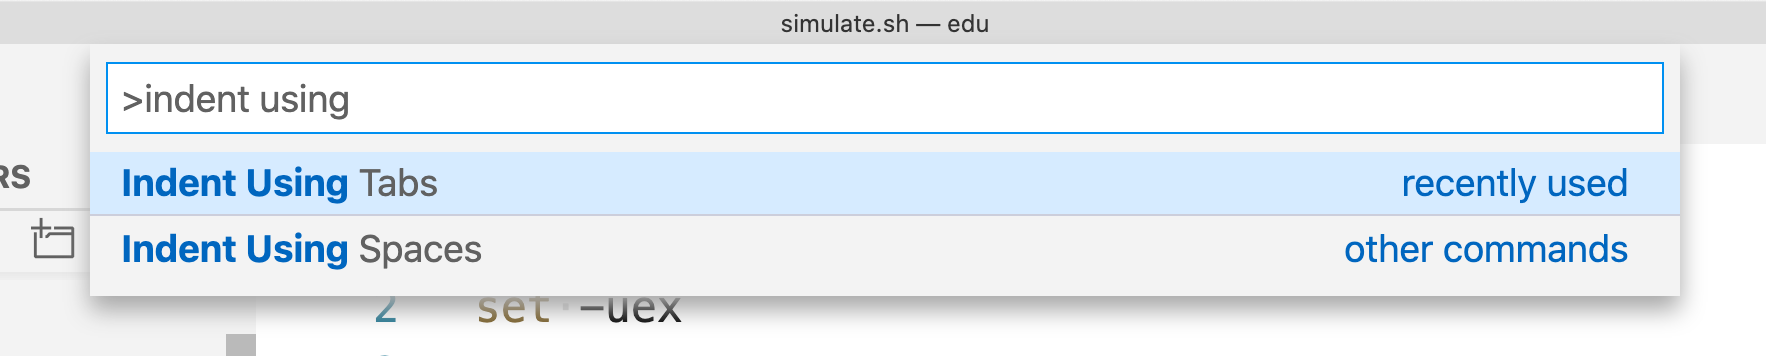 simulate.sh — edu
>indent using
RS
Indent Using Tabs recently used
Indent Using Spaces other commands
2 set -uex